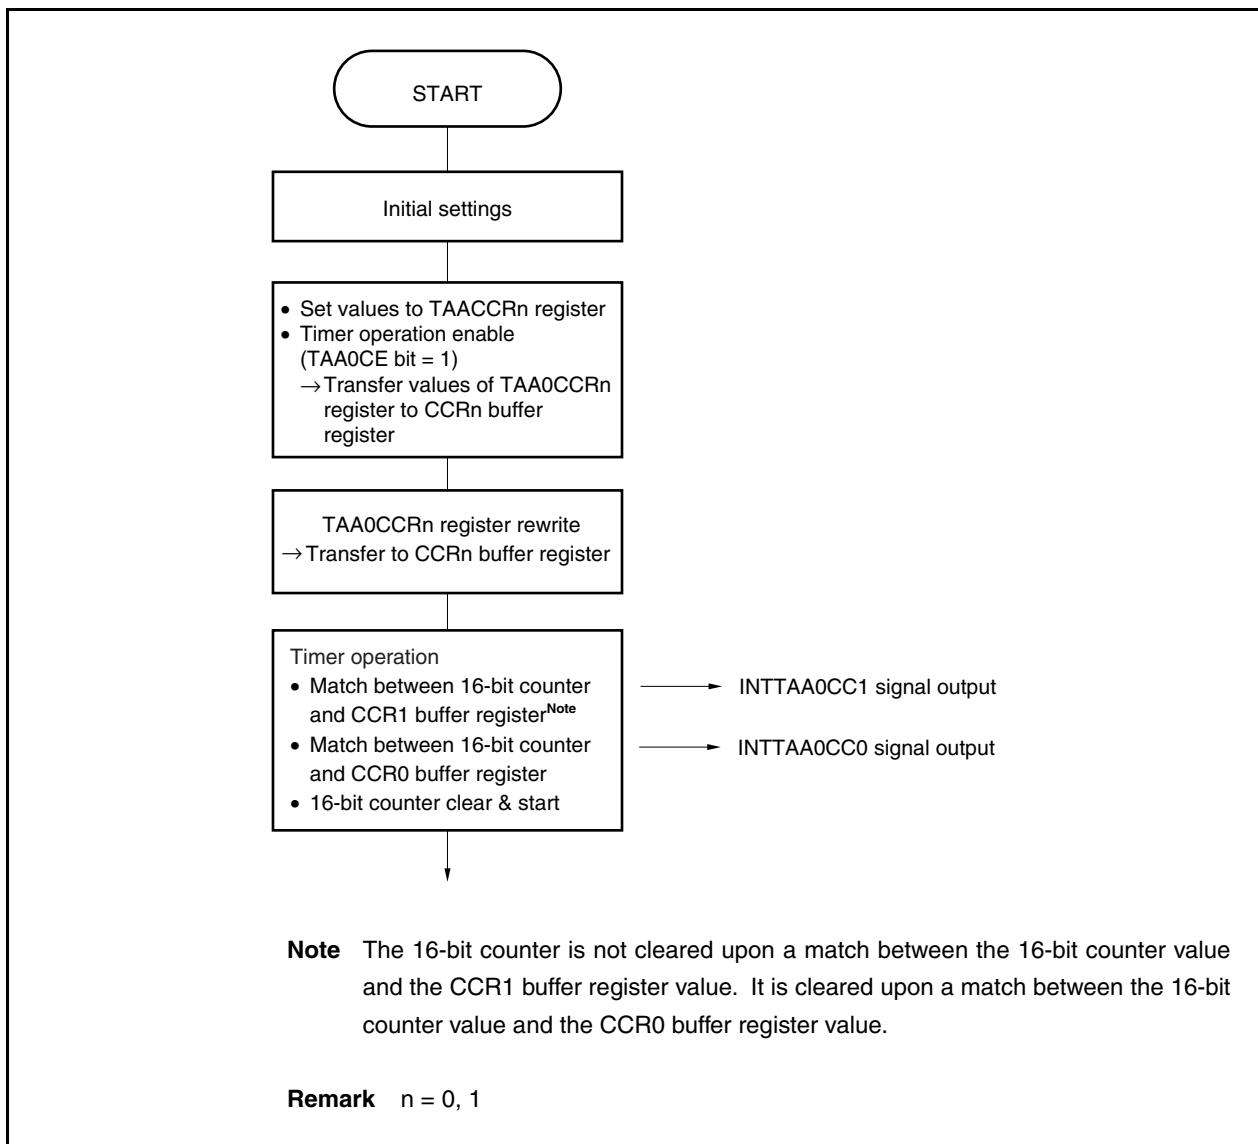 START
Initial settings
• Set values to TAACCRn register
• Timer operation enable
(TAA0CE bit = 1)
→ Transfer values of TAA0CCRn
register to CCRn buffer
register
TAA0CCRn register rewrite
→ Transfer to CCRn buffer register
Timer operation
• Match between 16-bit counter
and CCR1 buffer registerNote
• Match between 16-bit counter
and CCR0 buffer register
• 16-bit counter clear & start
INTTAA0CC1 signal output
INTTAA0CC0 signal output
Note The 16-bit counter is not cleared upon a match between the 16-bit counter value
and the CCR1 buffer register value. It is cleared upon a match between the 16-bit
counter value and the CCR0 buffer register value.
Remark n = 0, 1